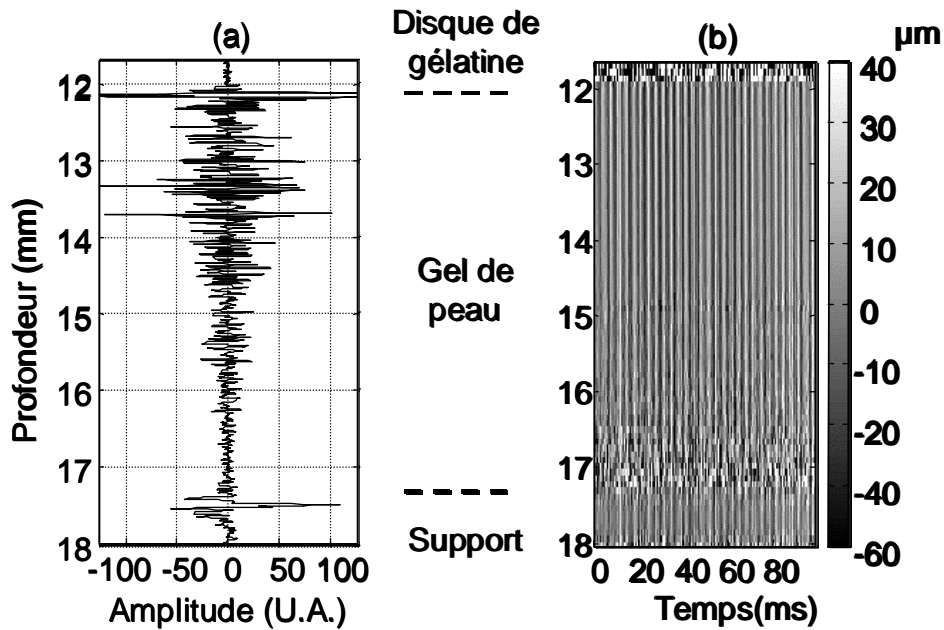 (a)
Disque de
gélatine
(b)
µm
12
13
14
15
16
17
18
Profondeur (mm)
-100 -50 0 50 100
Amplitude (U.A.)
Gel de
peau
Support
12
13
14
15
16
17
18
0 20 40 60 80
Temps(ms)
40
30
20
10
0
-10
-20
-40
-60